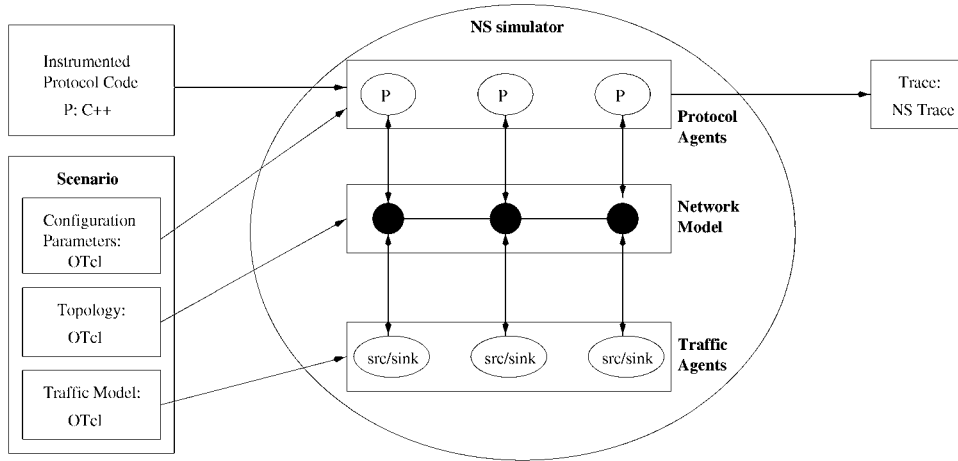 NS simulator
Instrumented
Protocol Code
P: C++
P
P
P
Protocol
Agents
Trace:
NS Trace
Scenario
Configuration
Parameters:
OTcl
Topology:
OTcl
Traffic Model:
OTcl
Network
Model
src/sink
src/sink
src/sink
Traffic
Agents